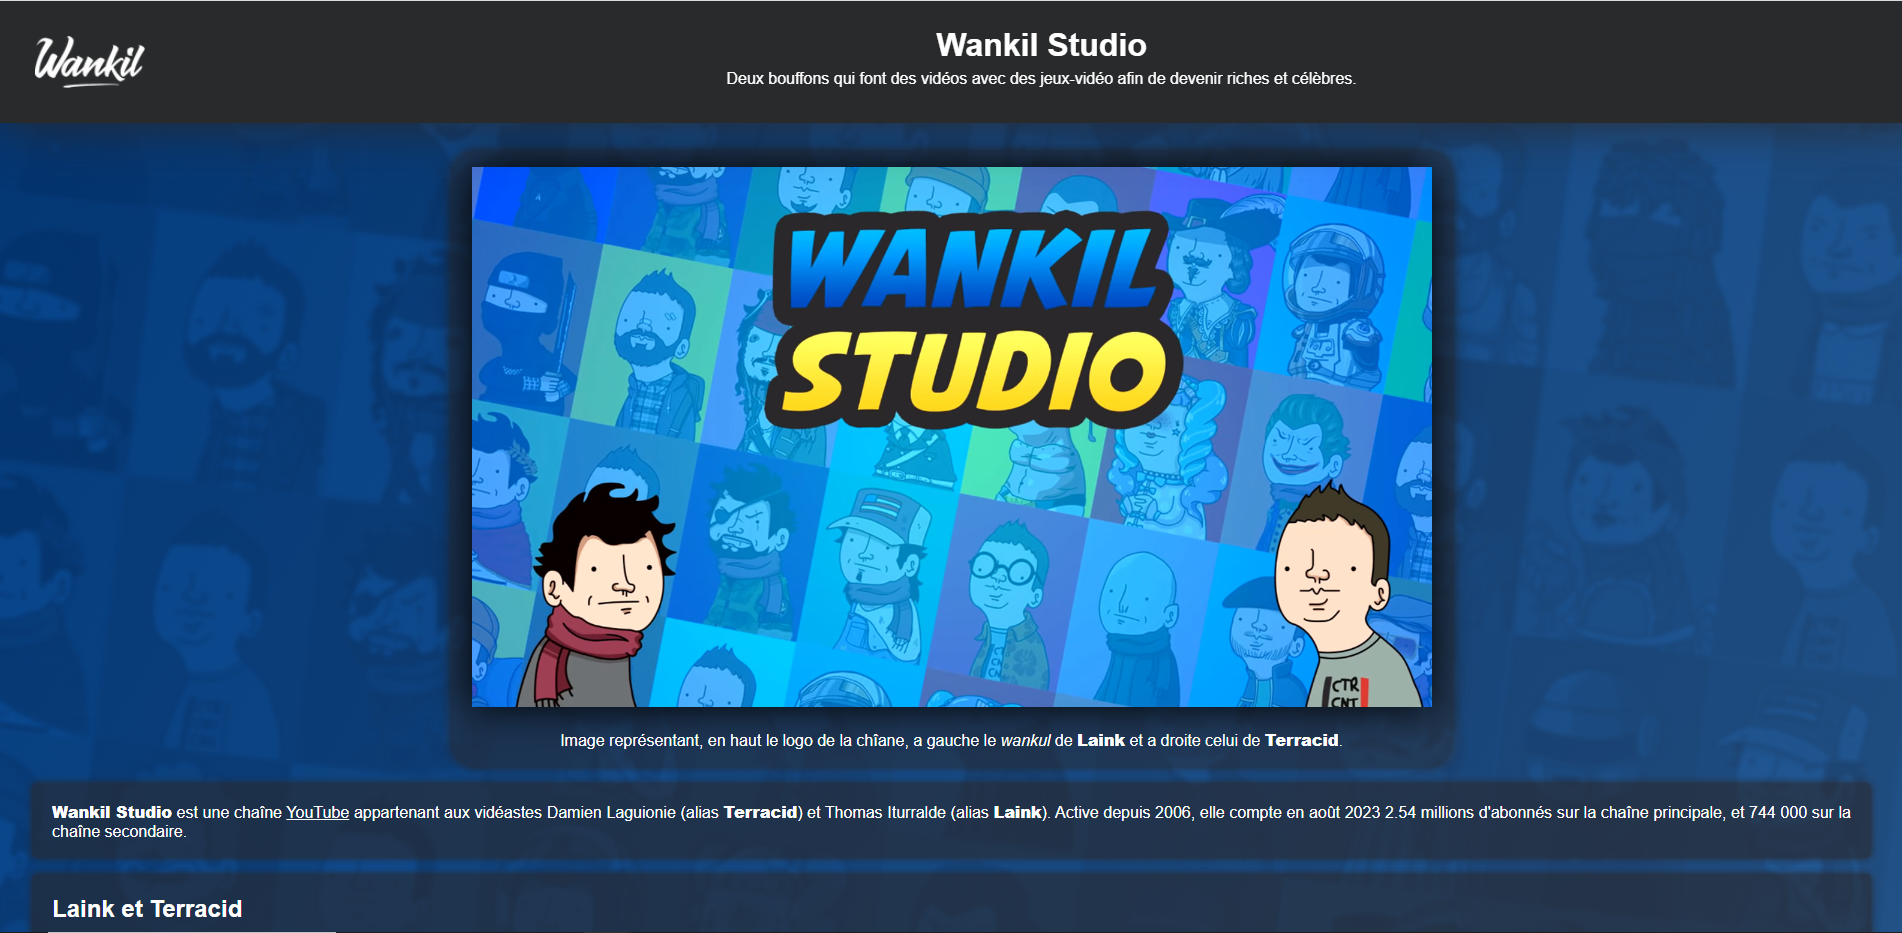 Wankil
Wankil Studio
Deux bouffons qui font des vidéos avec des jeux-vidéo afin de devenir riches et célèbres.
WANKIL
STUDIO
CTRL
CNT
Image représentant, en haut le logo de la chîane, a gauche le wankul de Laink et a droite celui de Terracid.
Wankil Studio est une chaîne YouTube appartenant aux vidéastes Damien Laguionie (alias Terracid) et Thomas Iturralde (alias Laink). Active depuis 2006, elle compte en août 2023 2.54 millions d'abonnés sur la chaîne principale, et 744 000 sur la
chaîne secondaire.
Laink et Terracid